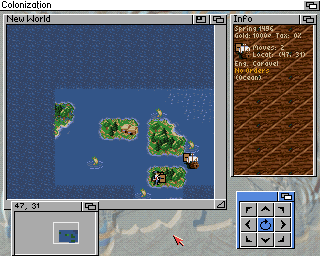 Colonization
New World
Info
Spring 1496
Gold: 1000 Tax: 0%
Moves: 2
Locat: (47, 31)
Eng. Caravel
No Orders
(Ocean)
47, 31